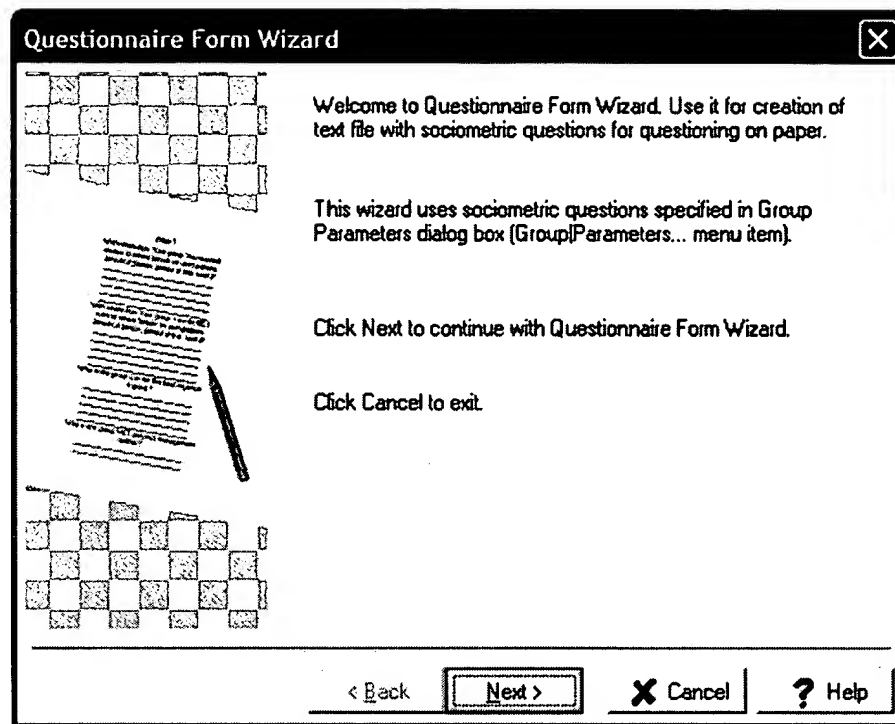 Questionnaire Form Wizard
Welcome to Questionnaire Form Wizard. Use it for creation of
text file with sociometric questions for questioning on paper.
This wizard uses sociometric questions specified in Group
Parameters dialog box (Group|Parameters... menu item).
Click Next to continue with Questionnaire Form Wizard.
Click Cancel to exit.
< Back
Next >
Cancel
? Help